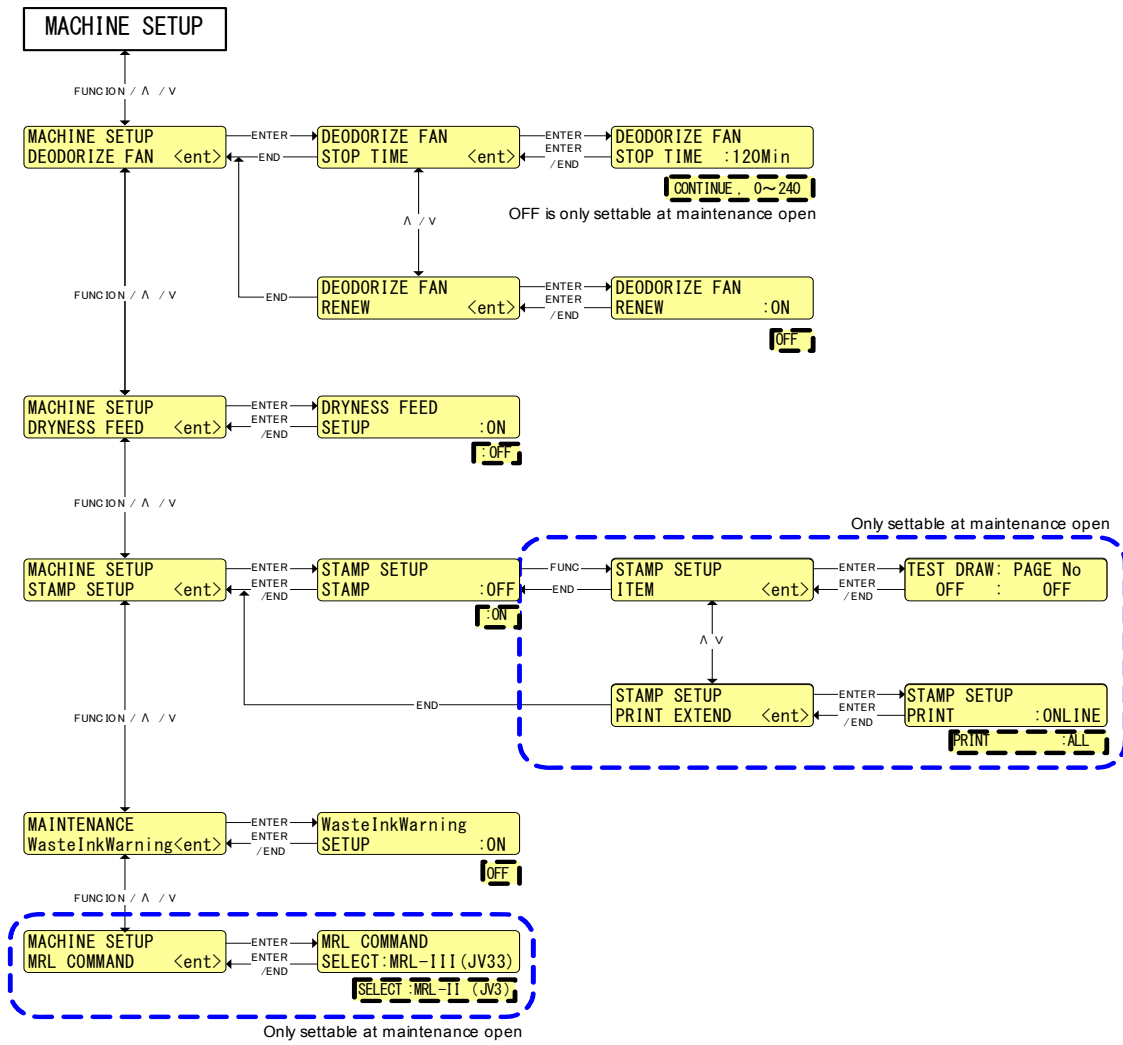 MACHINE SETUP
FUNCION / Λ / V
MACHINE SETUP
DEODORIZE FAN <ent>
ENTER
END
DEODORIZE FAN
STOP TIME <ent>
ENTER
ENTER
/END
DEODORIZE FAN
STOP TIME :120Min
CONTINUE, 0~240
OFF is only settable at maintenance open
Λ / V
FUNCION / Λ / V
END
DEODORIZE FAN
RENEW <ent>
ENTER
ENTER
/END
DEODORIZE FAN
RENEW :ON
OFF
MACHINE SETUP
DRYNESS FEED <ent>
ENTER
ENTER
/END
DRYNESS FEED
SETUP :ON
:OFF
FUNCION / Λ / V
Only settable at maintenance open
MACHINE SETUP
STAMP SETUP <ent>
ENTER
ENTER
/END
STAMP SETUP
STAMP :OFF
:ON
FUNC
END
STAMP SETUP
ITEM <ent>
ENTER
ENTER
/END
TEST DRAW: PAGE No
OFF : OFF
Λ V
FUNCION / Λ / V
END
STAMP SETUP
PRINT EXTEND <ent>
ENTER
ENTER
/END
STAMP SETUP
PRINT :ONLINE
PRINT :ALL
MAINTENANCE
WasteInkWarning<ent>
ENTER
ENTER
/END
WasteInkWarning
SETUP :ON
OFF
FUNCION / Λ / V
MACHINE SETUP
MRL COMMAND <ent>
ENTER
ENTER
/END
MRL COMMAND
SELECT:MRL-III(JV33)
SELECT:MRL-II (JV3)
Only settable at maintenance open